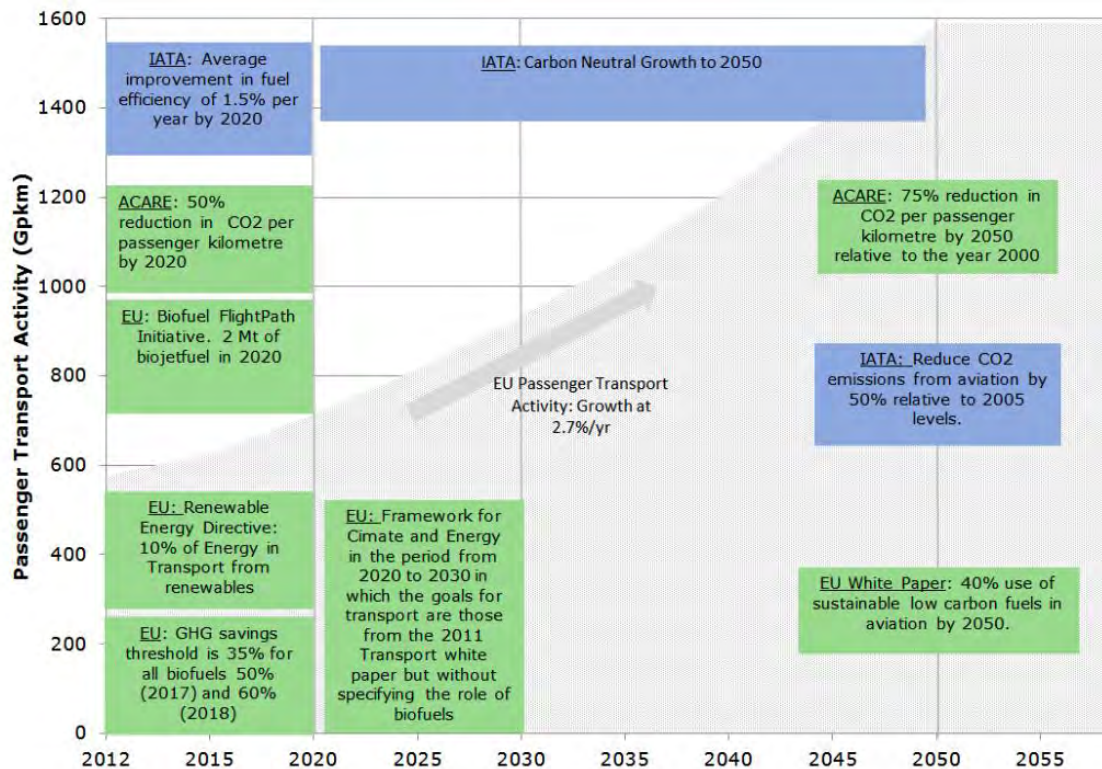 Passenger Transport Activity (Gpkm)
1600
1400
1200
1000
800
600
400
200
0
IATA: Average
improvement in fuel
efficiency of 1.5% per
year by 2020
IATA: Carbon Neutral Growth to 2050
ACARE: 50%
reduction in CO2 per
passenger kilometre
by 2020
ACARE: 75% reduction in
CO2 per passenger
kilometre by 2050
relative to the year 2000
EU: Biofuel FlightPath
Initiative. 2 Mt of
biojetfuel in 2020
EU Passenger Transport
Activity: Growth at
2.7%/yr
IATA: Reduce CO2
emissions from aviation by
50% relative to 2005
levels.
EU: Renewable
Energy Directive:
10% of Energy in
Transport from
renewables
EU: GHG savings
threshold is 35% for
all biofuels 50%
(2017) and 60%
(2018)
EU: Framework for
Cimate and Energy
in the period from
2020 to 2030 in
which the goals for
transport are those
from the 2011
Transport white
paper but without
specifying the role of
biofuels
EU White Paper: 40% use of
sustainable low carbon fuels in
aviation by 2050.
2012 2015 2020 2025 2030 2035 2040 2045 2050 2055